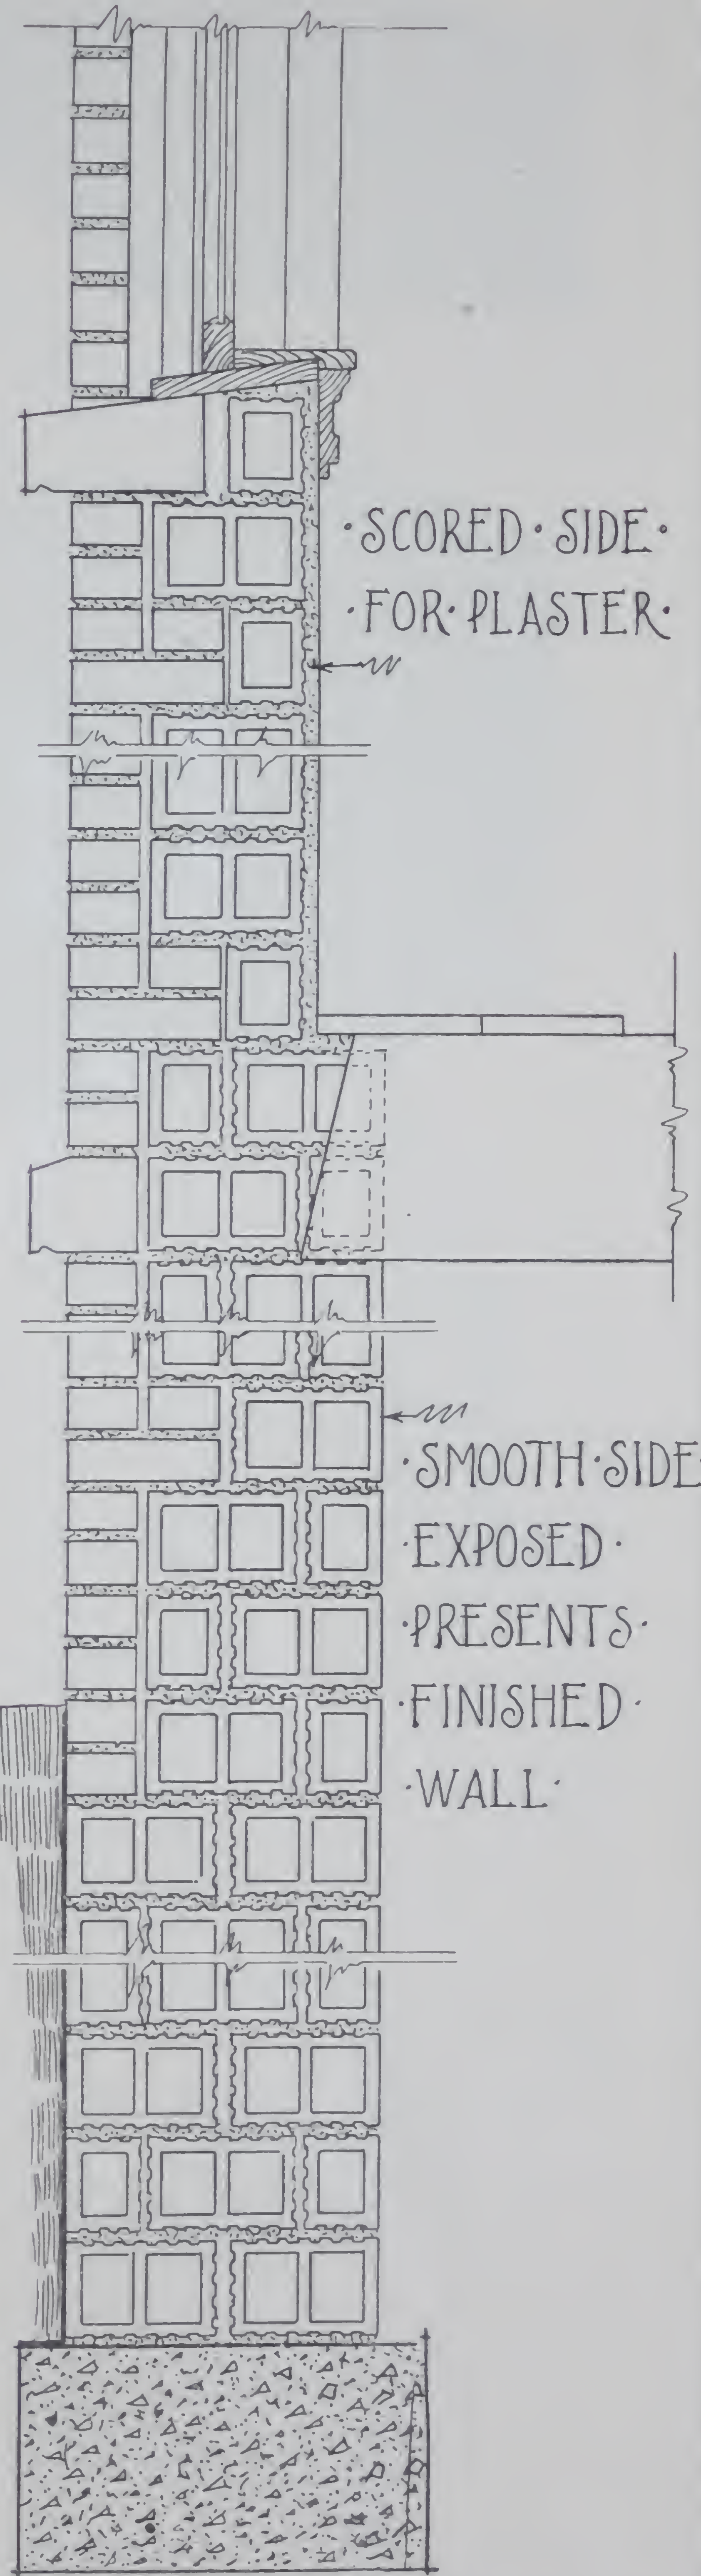 ·SCORED·SIDE·
·FOR·PLASTER·
·SMOOTH·SIDE·
·EXPOSED·
·PRESENTS·
·FINISHED·
·WALL·